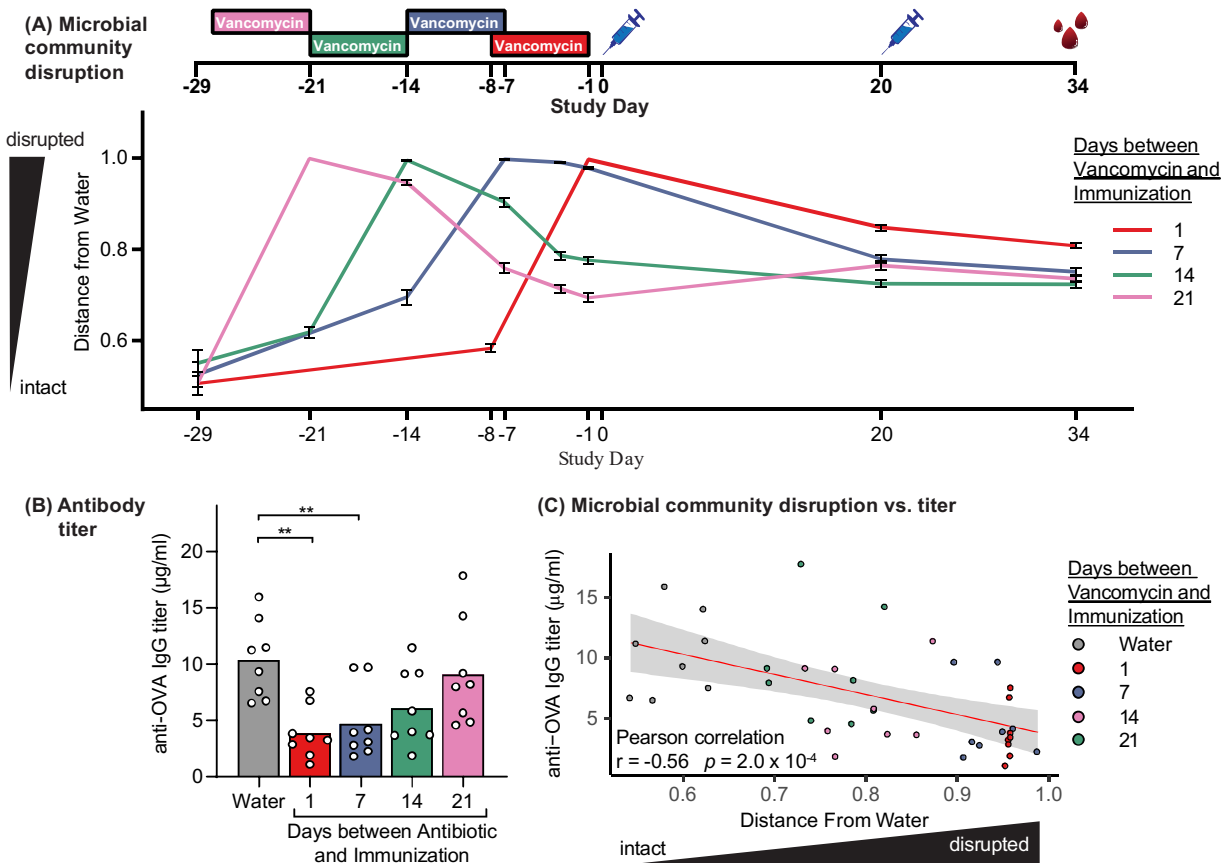 (A) Microbial
community
disruption
Vancomycin
Vancomycin
Vancomycin
Vancomycin
-29 -21 -14 -8 -7 -1 0 20 34
Study Day
disrupted
intact
Distance from Water
1.0
0.8
0.6
-29 -21 -14 -8 -7 -1 0 20 34
Study Day
Days between
Vancomycin and
Immunization
1
7
14
21
(B) Antibody
titer
anti-OVA IgG titer (µg/ml)
20
15
10
5
0
**
**
Water 1 7 14 21
Days between Antibiotic
and Immunization
(C) Microbial community disruption vs. titer
anti−OVA IgG titer (µg/ml)
15
10
5
Pearson correlation
r = -0.56 p = 2.0 x 10⁻⁴
0.6 0.7 0.8 0.9 1.0
Distance From Water
intact disrupted
Days between
Vancomycin and
Immunization
Water
1
7
14
21